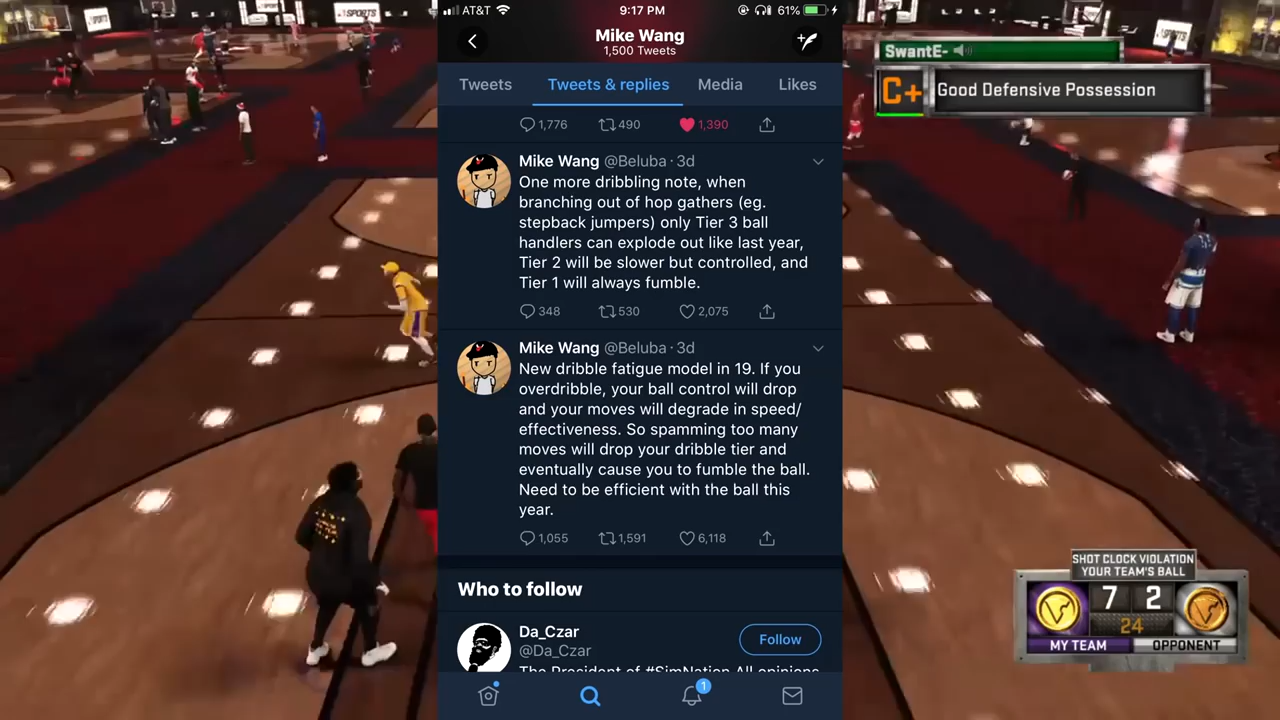 AT&T
9:17 PM
61%
Mike Wang
1,500 Tweets
Tweets
Tweets & replies
Media
Likes
1,776
490
1,390
Mike Wang @Beluba · 3d
One more dribbling note, when
branching out of hop gathers (eg.
stepback jumpers) only Tier 3 ball
handlers can explode out like last year,
Tier 2 will be slower but controlled, and
Tier 1 will always fumble.
348
530
2,075
Mike Wang @Beluba · 3d
New dribble fatigue model in 19. If you
overdribble, your ball control will drop
and your moves will degrade in speed/
effectiveness. So spamming too many
moves will drop your dribble tier and
eventually cause you to fumble the ball.
Need to be efficient with the ball this
year.
1,055
1,591
6,118
Who to follow
Da_Czar
@Da_Czar
Follow
The President of #SimNation All opinions
1
SwantE-
C+
Good Defensive Possession
SHOT CLOCK VIOLATION
YOUR TEAM'S BALL
7 2
24
MY TEAM
OPPONENT